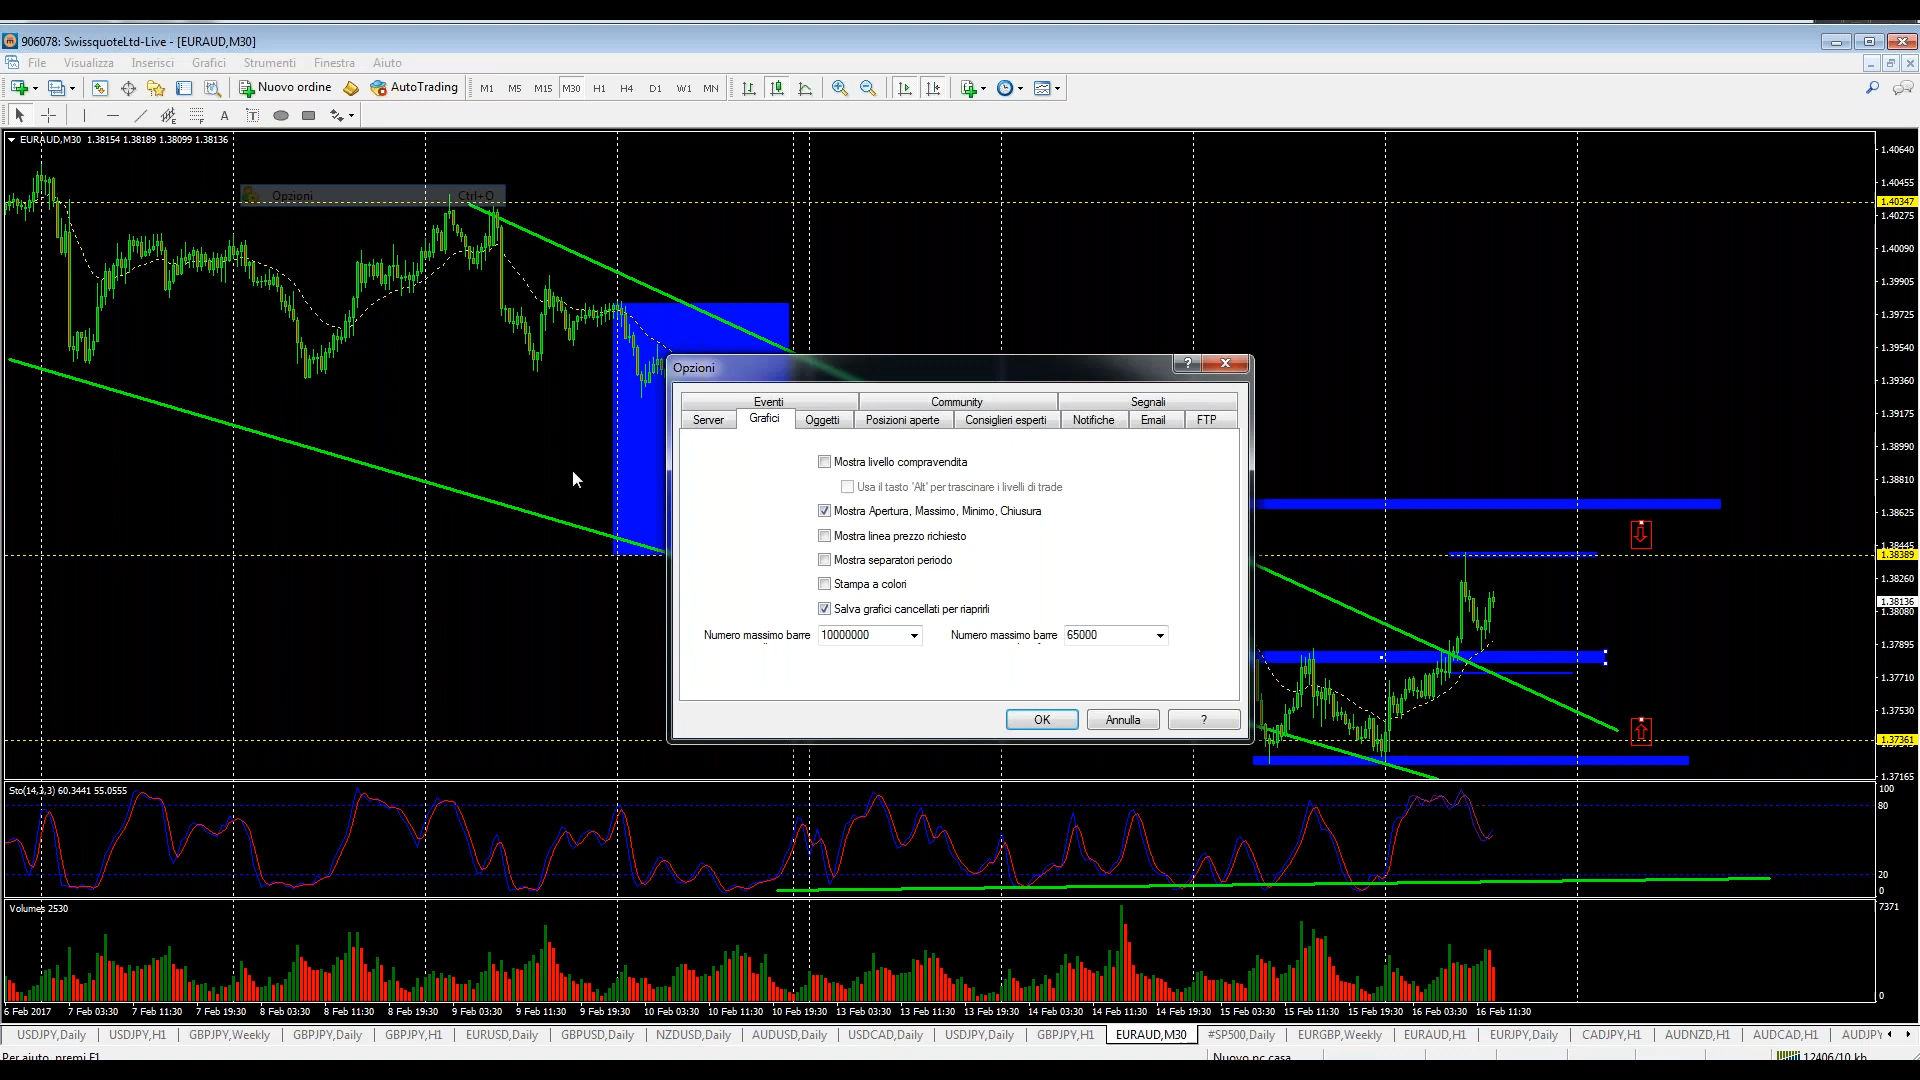 906078: SwissquoteLtd-Live - [EURAUD,M30]
File Visualizza Inserisci Grafici Strumenti Finestra Aiuto
Nuovo ordine AutoTrading M1 M5 M15 M30 H1 H4 D1 W1 MN
A T
EURAUD,M30 1.38154 1.38189 1.38099 1.38136
Opzioni Ctrl+O
1.40640
1.40455
1.40347
1.40275
1.40090
1.39905
1.39725
1.39540
1.39360
1.39175
1.38990
1.38810
1.38625
1.38445
1.38389
1.38260
1.38136
1.38080
1.37895
1.37710
1.37530
1.37361
1.37165
Opzioni
Eventi Community Segnali
Server Grafici Oggetti Posizioni aperte Consiglieri esperti Notifiche Email FTP
Mostra livello compravendita
Usa il tasto 'Alt' per trascinare i livelli di trade
Mostra Apertura, Massimo, Minimo, Chiusura
Mostra linea prezzo richiesto
Mostra separatori periodo
Stampa a colori
Salva grafici cancellati per riaprirli
Numero massimo barre 10000000 Numero massimo barre 65000
OK Annulla ?
Sto(14,3,3) 60.3441 55.0555
100
80
20
0
Volumes 2530
7371
0
6 Feb 2017 7 Feb 03:30 7 Feb 11:30 7 Feb 19:30 8 Feb 03:30 8 Feb 11:30 8 Feb 19:30 9 Feb 03:30 9 Feb 11:30 9 Feb 19:30 10 Feb 03:30 10 Feb 11:30 10 Feb 19:30 13 Feb 03:30 13 Feb 11:30 13 Feb 19:30 14 Feb 03:30 14 Feb 11:30 14 Feb 19:30 15 Feb 03:30 15 Feb 11:30 15 Feb 19:30 16 Feb 03:30 16 Feb 11:30
USDJPY,Daily USDJPY,H1 GBPJPY,Weekly GBPJPY,Daily GBPJPY,H1 EURUSD,Daily GBPUSD,Daily NZDUSD,Daily AUDUSD,Daily USDCAD,Daily USDJPY,Daily GBPJPY,H1 EURAUD,M30 #SP500,Daily EURGBP,Weekly EURAUD,H1 EURJPY,Daily CADJPY,H1 AUDNZD,H1 AUDCAD,H1 AUDJPY
Per aiuto, premi F1 Nuovo pc casa 12406/10 kb